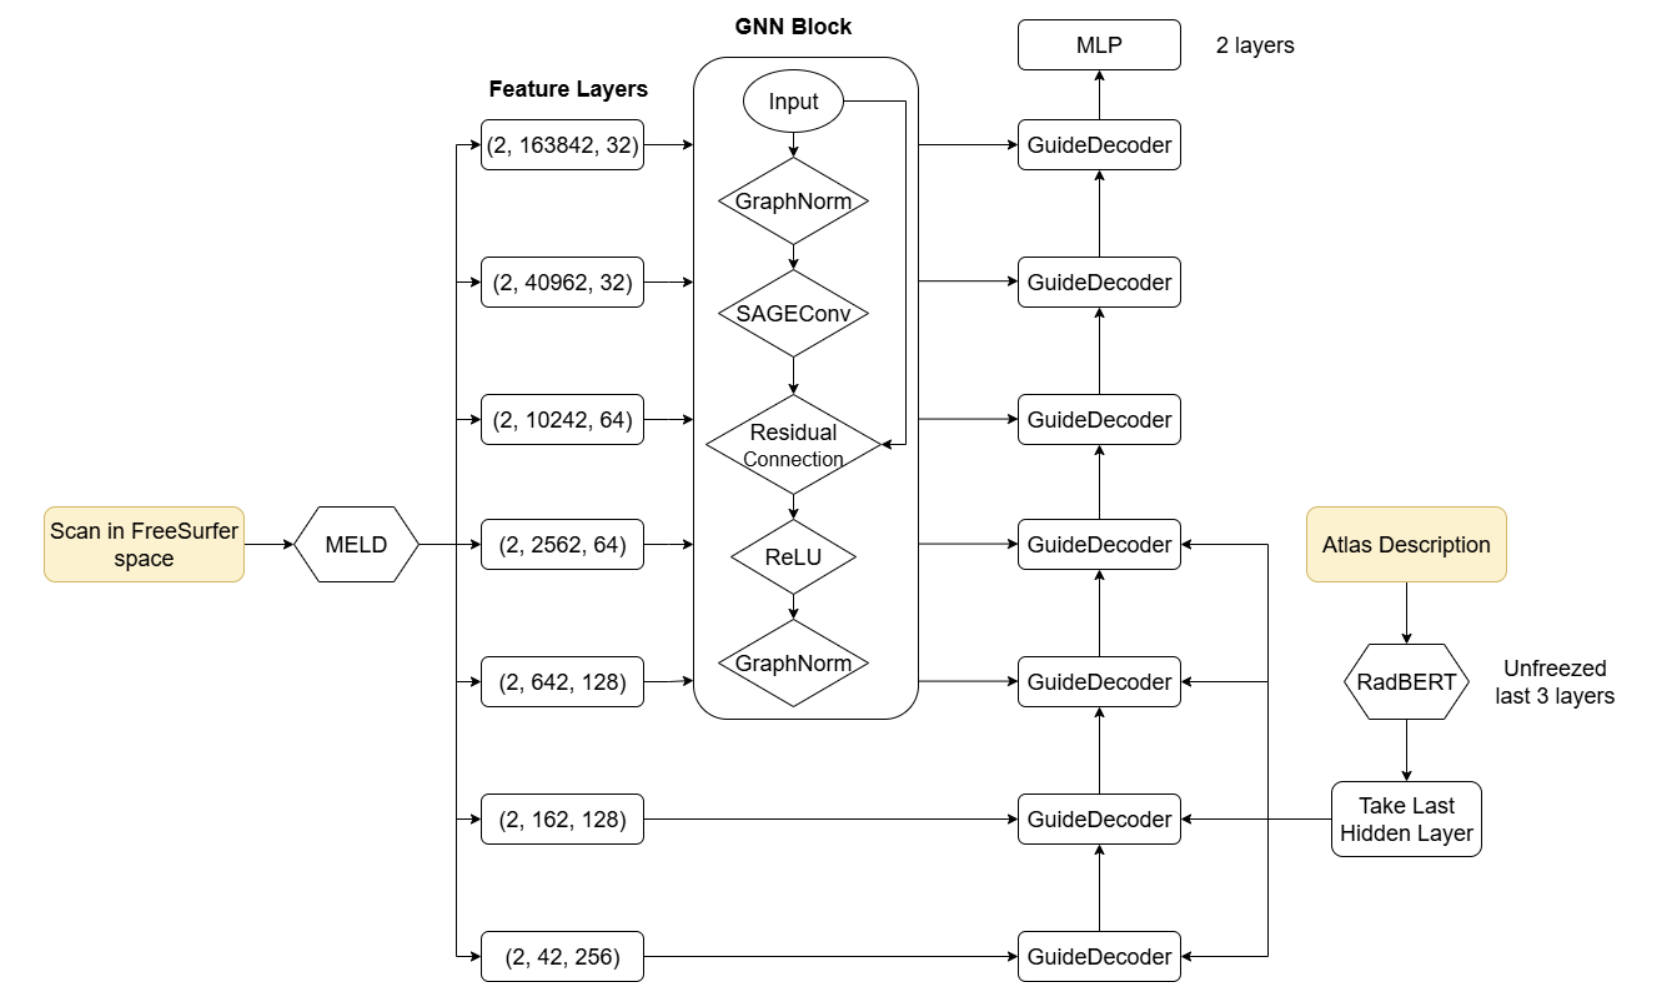 GNN Block
MLP
2 layers
Feature Layers
Input
(2, 163842, 32)
GuideDecoder
GraphNorm
(2, 40962, 32)
GuideDecoder
SAGEConv
(2, 10242, 64)
Residual
Connection
GuideDecoder
Scan in FreeSurfer
space
MELD
(2, 2562, 64)
ReLU
GuideDecoder
Atlas Description
GraphNorm
(2, 642, 128)
GuideDecoder
RadBERT
Unfreezed
last 3 layers
(2, 162, 128)
GuideDecoder
Take Last
Hidden Layer
(2, 42, 256)
GuideDecoder